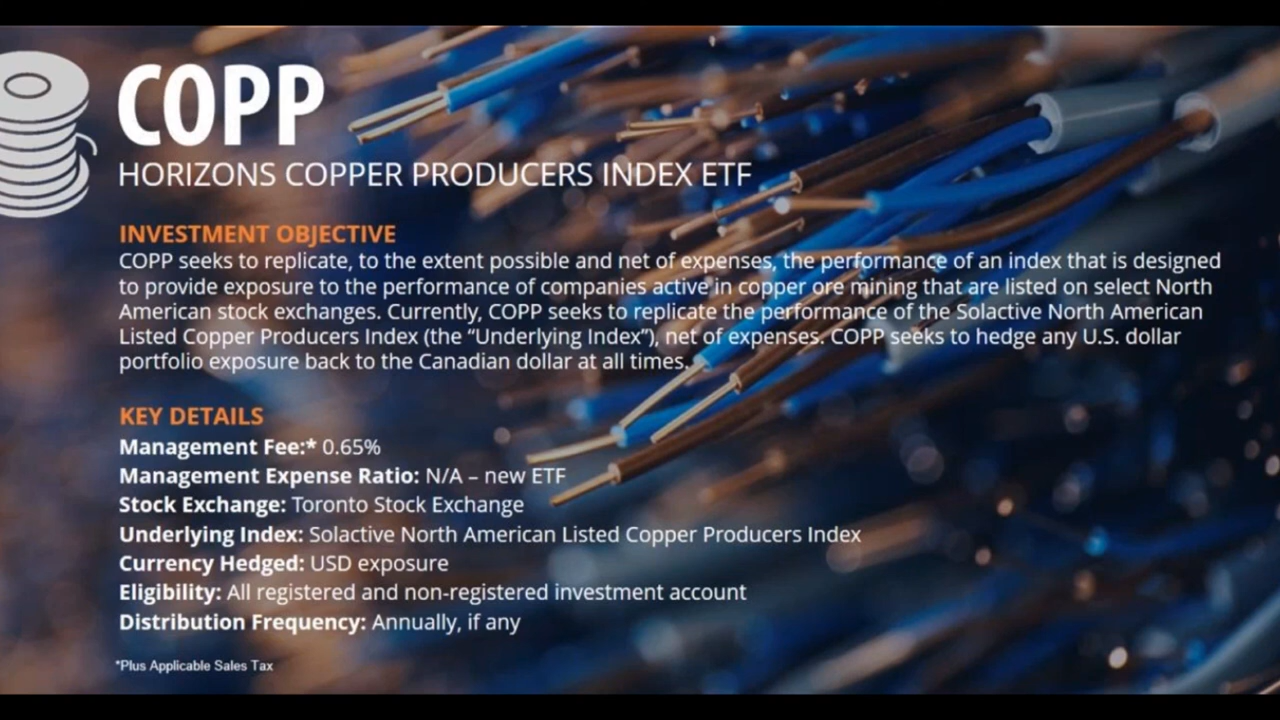 COPP
HORIZONS COPPER PRODUCERS INDEX ETF
INVESTMENT OBJECTIVE
COPP seeks to replicate, to the extent possible and net of expenses, the performance of an index that is designed
to provide exposure to the performance of companies active in copper ore mining that are listed on select North
American stock exchanges. Currently, COPP seeks to replicate the performance of the Solactive North American
Listed Copper Producers Index (the “Underlying Index”), net of expenses. COPP seeks to hedge any U.S. dollar
portfolio exposure back to the Canadian dollar at all times.
KEY DETAILS
Management Fee:* 0.65%
Management Expense Ratio: N/A – new ETF
Stock Exchange: Toronto Stock Exchange
Underlying Index: Solactive North American Listed Copper Producers Index
Currency Hedged: USD exposure
Eligibility: All registered and non-registered investment account
Distribution Frequency: Annually, if any
*Plus Applicable Sales Tax